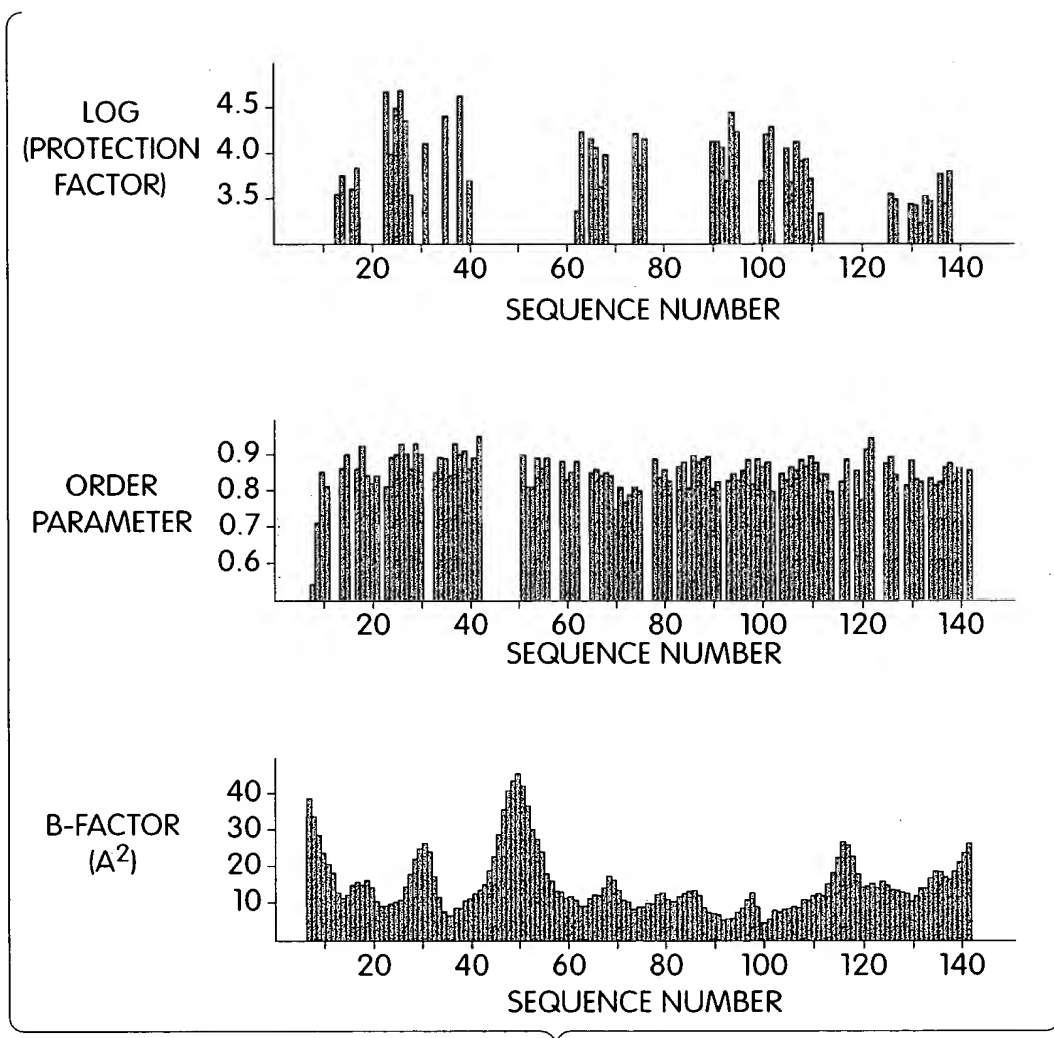 LOG
(PROTECTION
FACTOR)
4.5
4.0
3.5
20 40 60 80 100 120 140
SEQUENCE NUMBER
ORDER
PARAMETER
0.9
0.8
0.7
0.6
20 40 60 80 100 120 140
SEQUENCE NUMBER
B-FACTOR
(A²)
40
30
20
10
20 40 60 80 100 120 140
SEQUENCE NUMBER